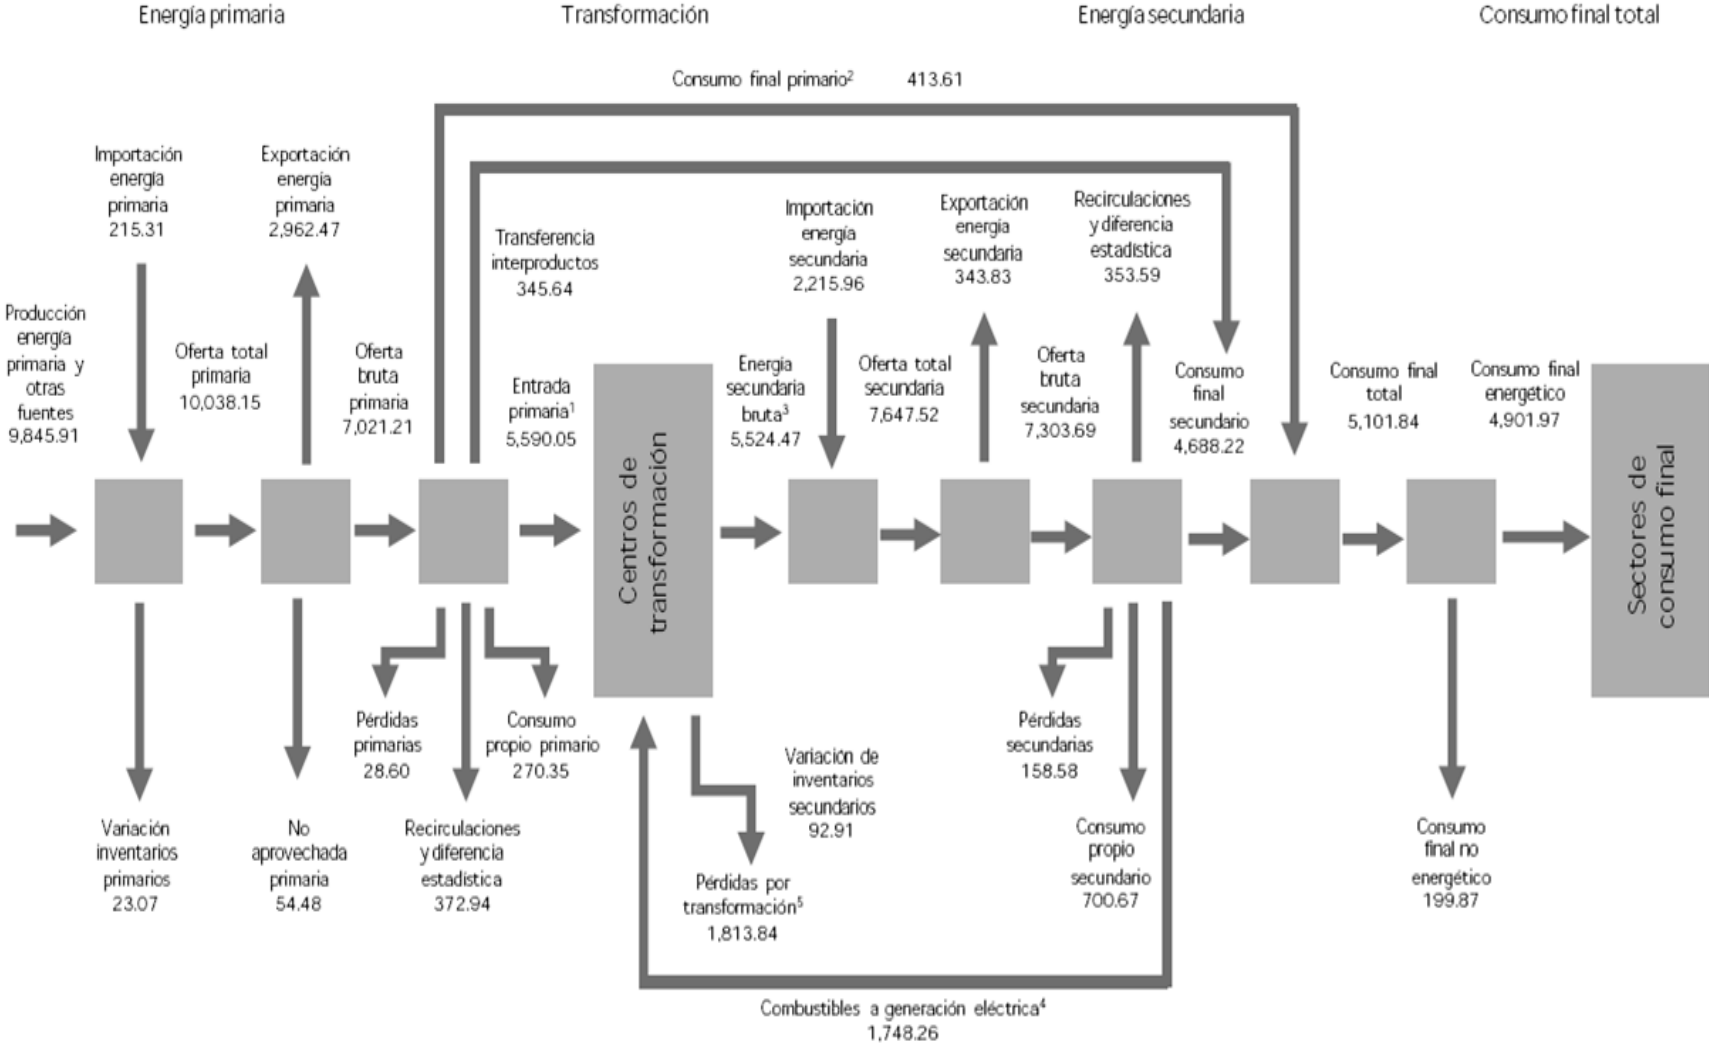 Energía primaria
Transformación
Energía secundaria
Consumo final total
Consumo final primario² 413.61
Importación
energía
primaria
215.31
Exportación
energía
primaria
2,962.47
Transferencia
interproductos
345.64
Importación
energía
secundaria
2,215.96
Exportación
energía
secundaria
343.83
Recirculaciones
y diferencia
estadística
353.59
Producción
energía
primaria y
otras
fuentes
9,845.91
Oferta total
primaria
10,038.15
Oferta
bruta
primaria
7,021.21
Entrada
primaria¹
5,590.05
Centros de
transformación
Energía
secundaria
bruta³
5,524.47
Oferta total
secundaria
7,647.52
Oferta
bruta
secundaria
7,303.69
Consumo
final
secundario
4,688.22
Consumo final
total
5,101.84
Consumo final
energético
4,901.97
Sectores de
consumo final
Pérdidas
primarias
28.60
Consumo
propio primario
270.35
Variación
inventarios
primarios
23.07
No
aprovechada
primaria
54.48
Recirculaciones
y diferencia
estadística
372.94
Variación de
inventarios
secundarios
92.91
Pérdidas por
transformación⁵
1,813.84
Pérdidas
secundarias
158.58
Consumo
propio
secundario
700.67
Consumo
final no
energético
199.87
Combustibles a generación eléctrica⁴
1,748.26